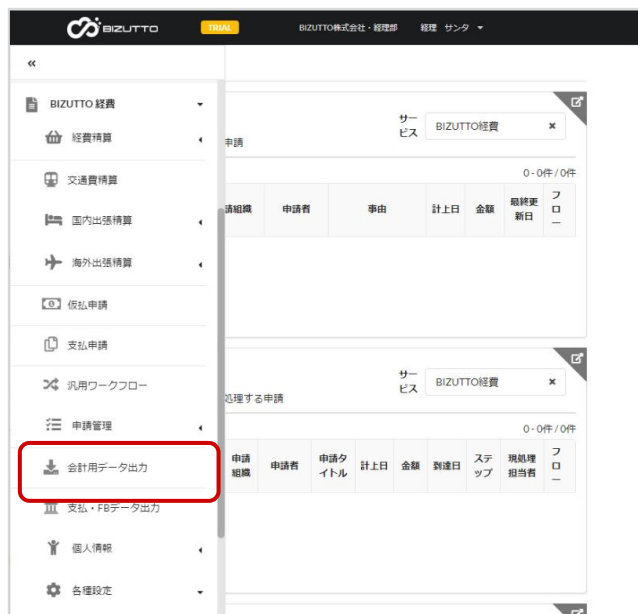 BIZUTTO TRIAL BIZUTTO株式会社・経理部 経理 サンタ
«
BIZUTTO 経費
経費精算
交通費精算
国内出張精算
海外出張精算
仮払申請
支払申請
汎用ワークフロー
申請管理
会計用データ出力
支払・FBデータ出力
個人情報
各種設定
申請
サー
ビス
BIZUTTO経費 ×
0 - 0件 / 0件
請組織 申請者 事由 計上日 金額 最終更
新日 フ
ロ
ー
処理する申請
サー
ビス
BIZUTTO経費 ×
0 - 0件 / 0件
申請
組織 申請者 申請タ
イトル 計上日 金額 到達日 ステ
ップ 現処理
担当者 フ
ロ
ー